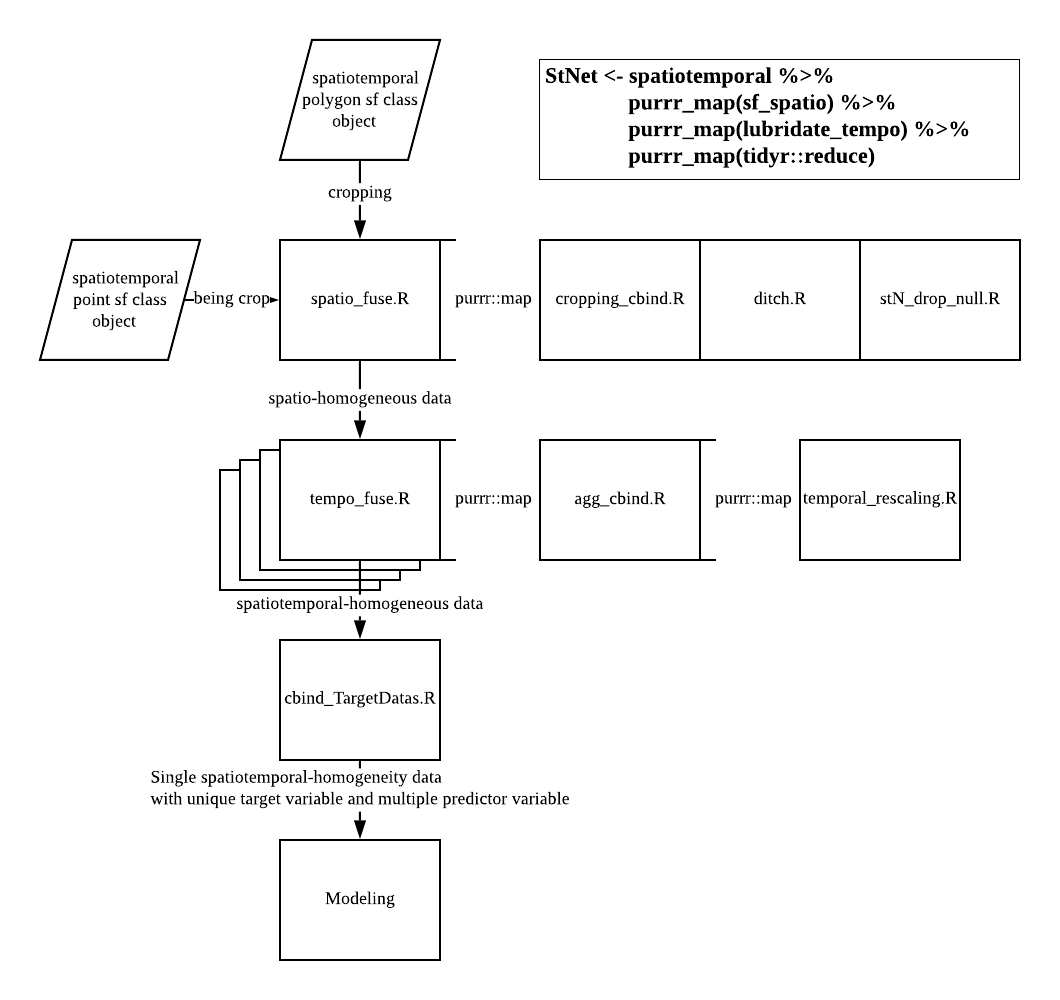 spatiotemporal
polygon sf class
object
StNet <- spatiotemporal %>%
purrr_map(sf_spatio) %>%
purrr_map(lubridate_tempo) %>%
purrr_map(tidyr::reduce)
cropping
spatiotemporal
point sf class
object
being crop
spatio_fuse.R
purrr::map
cropping_cbind.R
ditch.R
stN_drop_null.R
spatio-homogeneous data
tempo_fuse.R
purrr::map
agg_cbind.R
purrr::map
temporal_rescaling.R
spatiotemporal-homogeneous data
cbind_TargetDatas.R
Single spatiotemporal-homogeneity data
with unique target variable and multiple predictor variable
Modeling